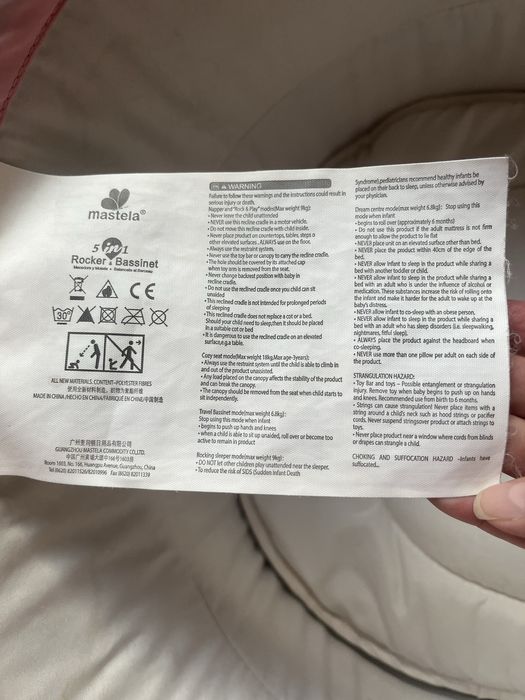 mastela®
5 in 1
Rocker & Bassinet
30°
CE
ALL NEW MATERIALS. CONTENT-POLYESTER FIBRES
MADE IN CHINA/HECHO EN CHINA/FABRIQUÉ EN CHINE/中国制造
GUANGZHOU MASTELA COMMODITY CO.,LTD.
中国广州黄埔大道中166号1603房
Room 1603, No. 166, Huangpu Avenue, Guangzhou, China
EN WARNING
Failure to follow these warnings and the instructions could result in
serious injury or death.
Napper and "Rock & Play" mode(Max weight 9kg):
• Never leave the child unattended
• NEVER use this recline cradle in a motor vehicle.
• Do not move this recline cradle with child inside.
• Never place product on countertops, tables, steps o
other elevated surfaces. ALWAYS use on the floor.
• Always use the restraint system.
• Never use the toy bar or canopy to carry the recline cradle.
• The hole should be covered by its attached cap
when tay arm is removed from the seat.
• Never change backrest position with baby in
recline cradle.
• Do not use the reclined cradle once you child can sit
unaided
• This reclined cradle is not intended for prolonged periods
of sleeping
• This reclined cradle does not replace a cot or a bed.
Should your child need to sleep,then it should be placed
In a suitable cot or bed
• It is dangerous to use the reclined cradle on an elevated
surface,e.g.a table.
Cozy seat mode(Max weight 18kg,Max age-3years):
• Always use the restraint system until the child is able to climb in
and out of the product unassisted.
• Any load placed on the canopy affects the stability of the product
and can break the canopy.
• The canopy should be removed from the seat when child starts to
sit independently.
Travel Bassinet mode(max weight 6.8kg):
Stop using this mode when infant
• begins to push up hands and knees
• when a child is able to sit up unaided, roll over become too
active to remain in product
Rocking sleeper mode(max weight 9kg):
• DO NOT let other children play unattended near the sleeper.
• To reduce the risk of SIDS (Sudden Infant Death
Syndrome),pediatricians recommend healthy infants be
placed on their back to sleep, unless otherwise advised by
your physician.
Dream centre mode(max weight 6.8kg): Stop using this
mode when infant
• begins to roll over (approximately 6 months)
• Do not use this product if the adult matress is not firm
enough to allow the product to lie flat
• NEVER place unit on an elevated surface other than bed.
• NEVER place the product within 40cm of the edge of the
bed.
• NEVER allow infant to sleep in the product while sharing a
bed with another toddler or child.
• NEVER allow infant to sleep in the product while sharing a
bed with an adult who is under the influence of alcohol or
medication. These substances increase the risk of rolling onto
the infant and make it harder for the adult to wake up at the
baby's distress.
• NEVER allow infant to co-sleep with an obese person.
• NEVER allow infant to sleep in the product while sharing a
bed with an adult who has sleep disorders (i.e. sleepwalking,
nightmares, fitful sleep).
• ALWAYS place the product against the headboard when
co-sleeping.
• NEVER use more than one pillow per adult on each side of
the product.
STRANGULATION HAZARD:
• Toy Bar and toys – Possible entanglement or strangulation
injury. Remove toy when baby begins to push up on hands
and knees. Recommended use from birth to 6 months.
• Strings can cause strangulation! Never place items with a
string around a child's neck such as hood strings or pacifier
cords. Never suspend stringsover product or attach strings to
toys.
• Never place product near a window where cords from blinds
or drapes can strangle a child.
CHOKING AND SUFFOCATION HAZARD –Infants have
suffocated...